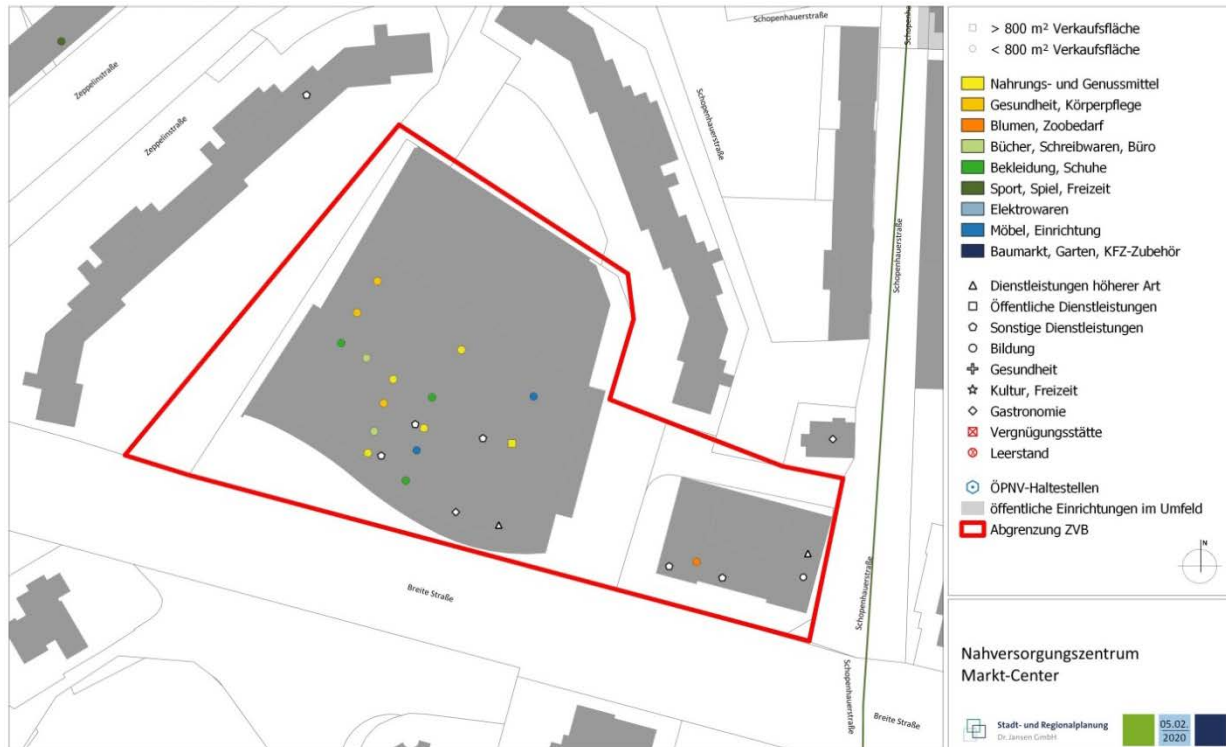 Schopenhauerstraße
Schopenhauerstraße
Zeppelinstraße
Zeppelinstraße
Schopenhauerstraße
Schopenhauerstraße
Breite Straße
Schopenhauerstraße
Schopenhauerstraße
Breite Straße
> 800 m² Verkaufsfläche
< 800 m² Verkaufsfläche
Nahrungs- und Genussmittel
Gesundheit, Körperpflege
Blumen, Zoobedarf
Bücher, Schreibwaren, Büro
Bekleidung, Schuhe
Sport, Spiel, Freizeit
Elektrowaren
Möbel, Einrichtung
Baumarkt, Garten, KFZ-Zubehör
Dienstleistungen höherer Art
Öffentliche Dienstleistungen
Sonstige Dienstleistungen
Bildung
Gesundheit
Kultur, Freizeit
Gastronomie
Vergnügungsstätte
Leerstand
ÖPNV-Haltestellen
öffentliche Einrichtungen im Umfeld
Abgrenzung ZVB
N
Nahversorgungszentrum
Markt-Center
Stadt- und Regionalplanung
Dr. Jansen GmbH
05.02.
2020